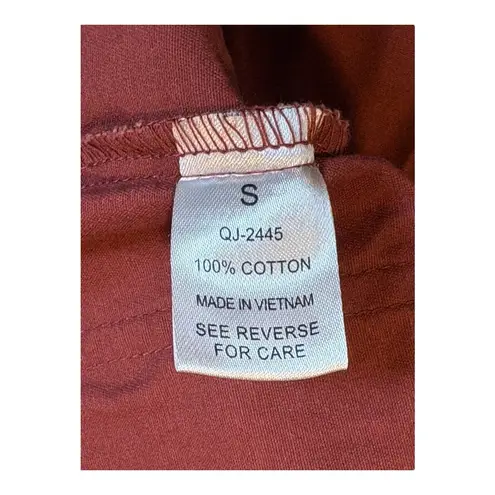 S
QJ-2445
100% COTTON
MADE IN VIETNAM
SEE REVERSE
FOR CARE